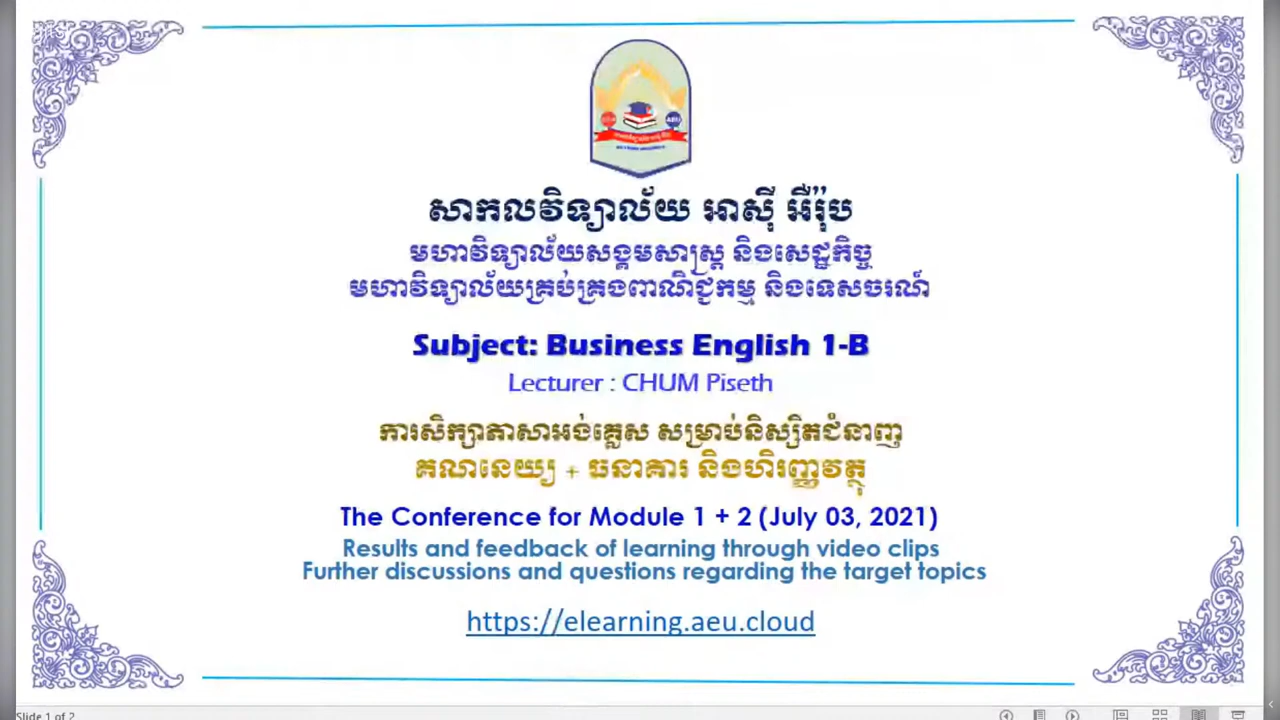 សាកលវិទ្យាល័យ អាស៊ី អឺរ៉ុប
មហាវិទ្យាល័យសង្គមសាស្ត្រ និងសេដ្ឋកិច្ច
មហាវិទ្យាល័យគ្រប់គ្រងពាណិជ្ជកម្ម និងទេសចរណ៍
Subject: Business English 1-B
Lecturer : CHUM Piseth
ការសិក្សាភាសាអង់គ្លេស សម្រាប់និស្សិតជំនាញ
គណនេយ្យ + ធនាគារ និងហិរញ្ញវត្ថុ
The Conference for Module 1 + 2 (July 03, 2021)
Results and feedback of learning through video clips
Further discussions and questions regarding the target topics
https://elearning.aeu.cloud
Slide 1 of 2